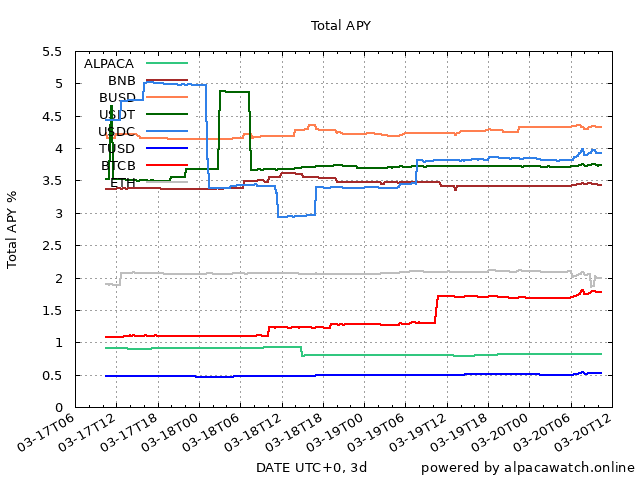 Total APY
5.5
5
4.5
4
3.5
3
2.5
2
1.5
1
0.5
0
Total APY %
ALPACA
BNB
BUSD
USDT
USDC
TUSD
BTCB
ETH
03-17T06
03-17T12
03-17T18
03-18T00
03-18T06
03-18T12
03-18T18
03-19T00
03-19T06
03-19T12
03-19T18
03-20T00
03-20T06
03-20T12
DATE UTC+0, 3d
powered by alpacawatch.online